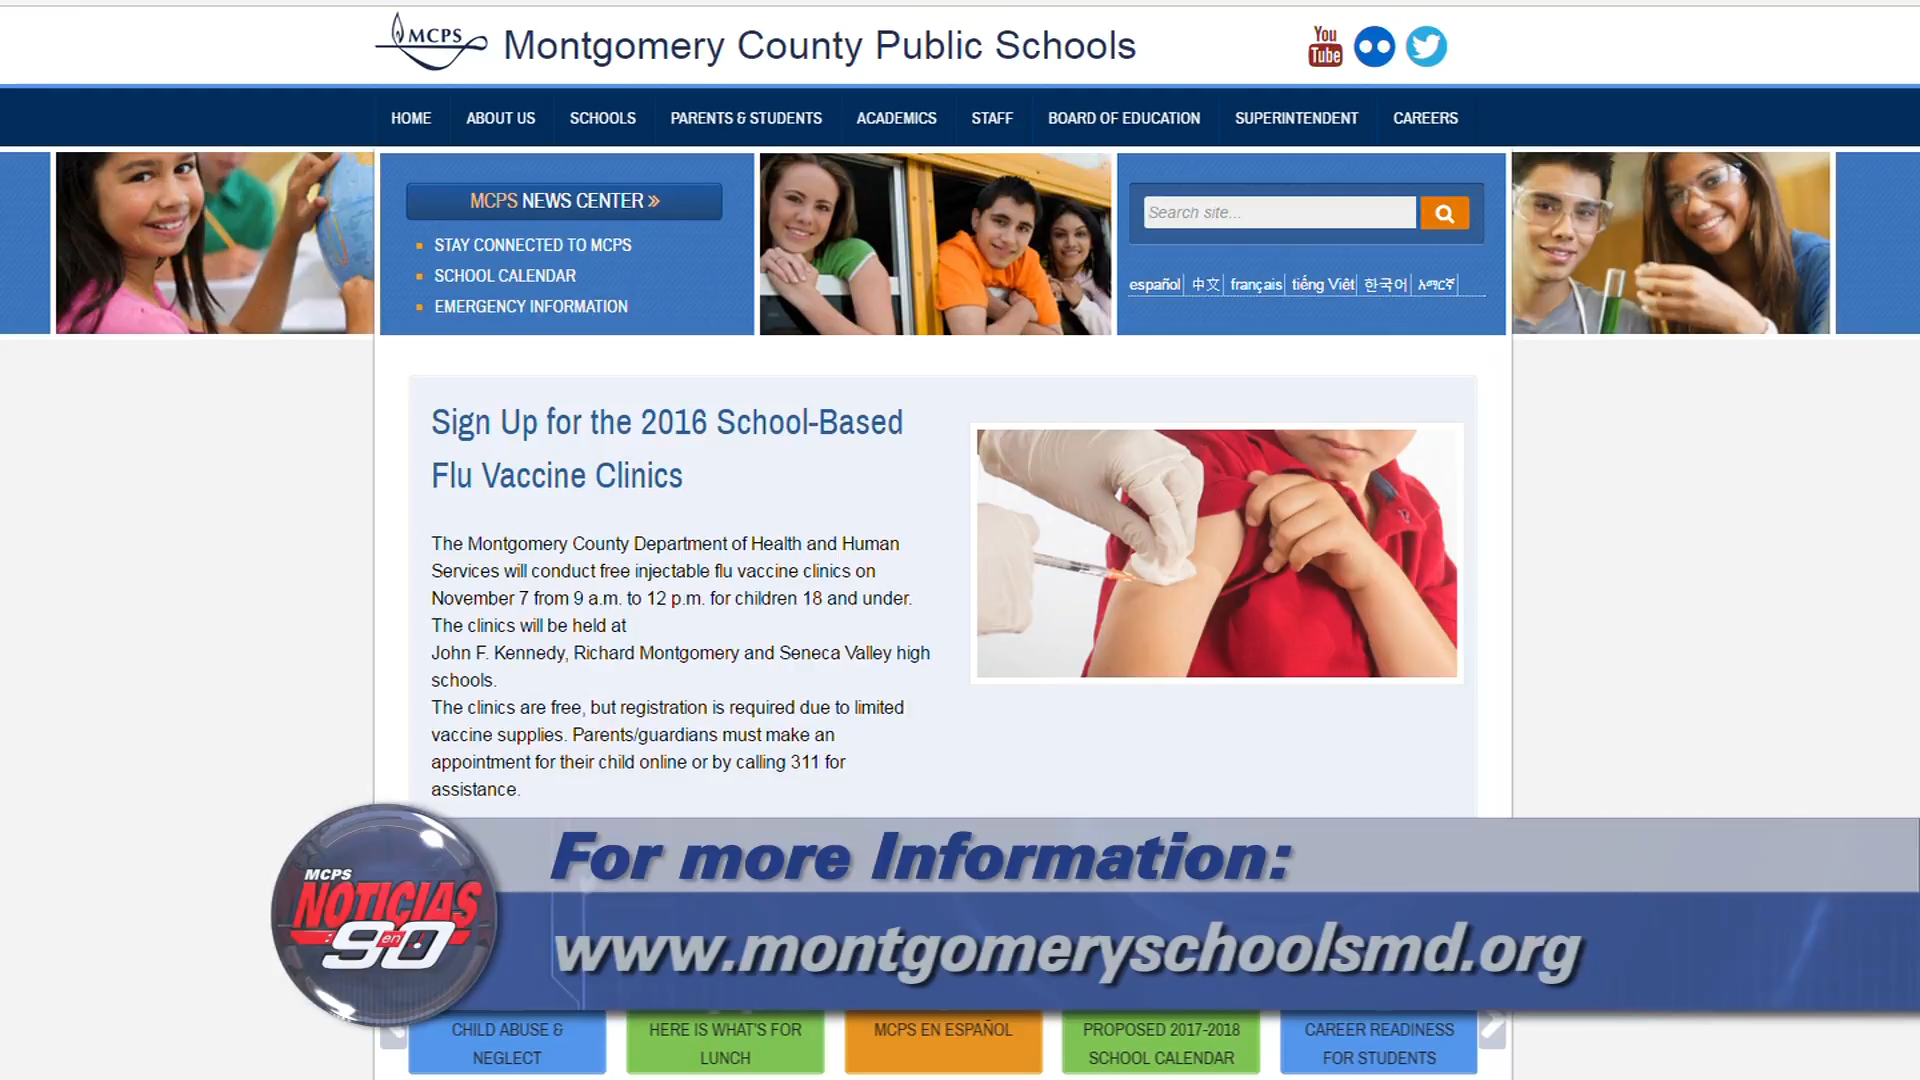 MCPS
Montgomery County Public Schools
You
Tube
HOME
ABOUT US
SCHOOLS
PARENTS & STUDENTS
ACADEMICS
STAFF
BOARD OF EDUCATION
SUPERINTENDENT
CAREERS
MCPS NEWS CENTER »
STAY CONNECTED TO MCPS
SCHOOL CALENDAR
EMERGENCY INFORMATION
Search site...
español
中文
français
tiếng Việt
한국어
አማርኛ
Sign Up for the 2016 School-Based
Flu Vaccine Clinics
The Montgomery County Department of Health and Human
Services will conduct free injectable flu vaccine clinics on
November 7 from 9 a.m. to 12 p.m. for children 18 and under.
The clinics will be held at
John F. Kennedy, Richard Montgomery and Seneca Valley high
schools.
The clinics are free, but registration is required due to limited
vaccine supplies. Parents/guardians must make an
appointment for their child online or by calling 311 for
assistance.
For more Information:
www.montgomeryschoolsmd.org
MCPS
NOTICIAS
en :90
CHILD ABUSE &
NEGLECT
HERE IS WHAT'S FOR
LUNCH
MCPS EN ESPAÑOL
PROPOSED 2017-2018
SCHOOL CALENDAR
CAREER READINESS
FOR STUDENTS